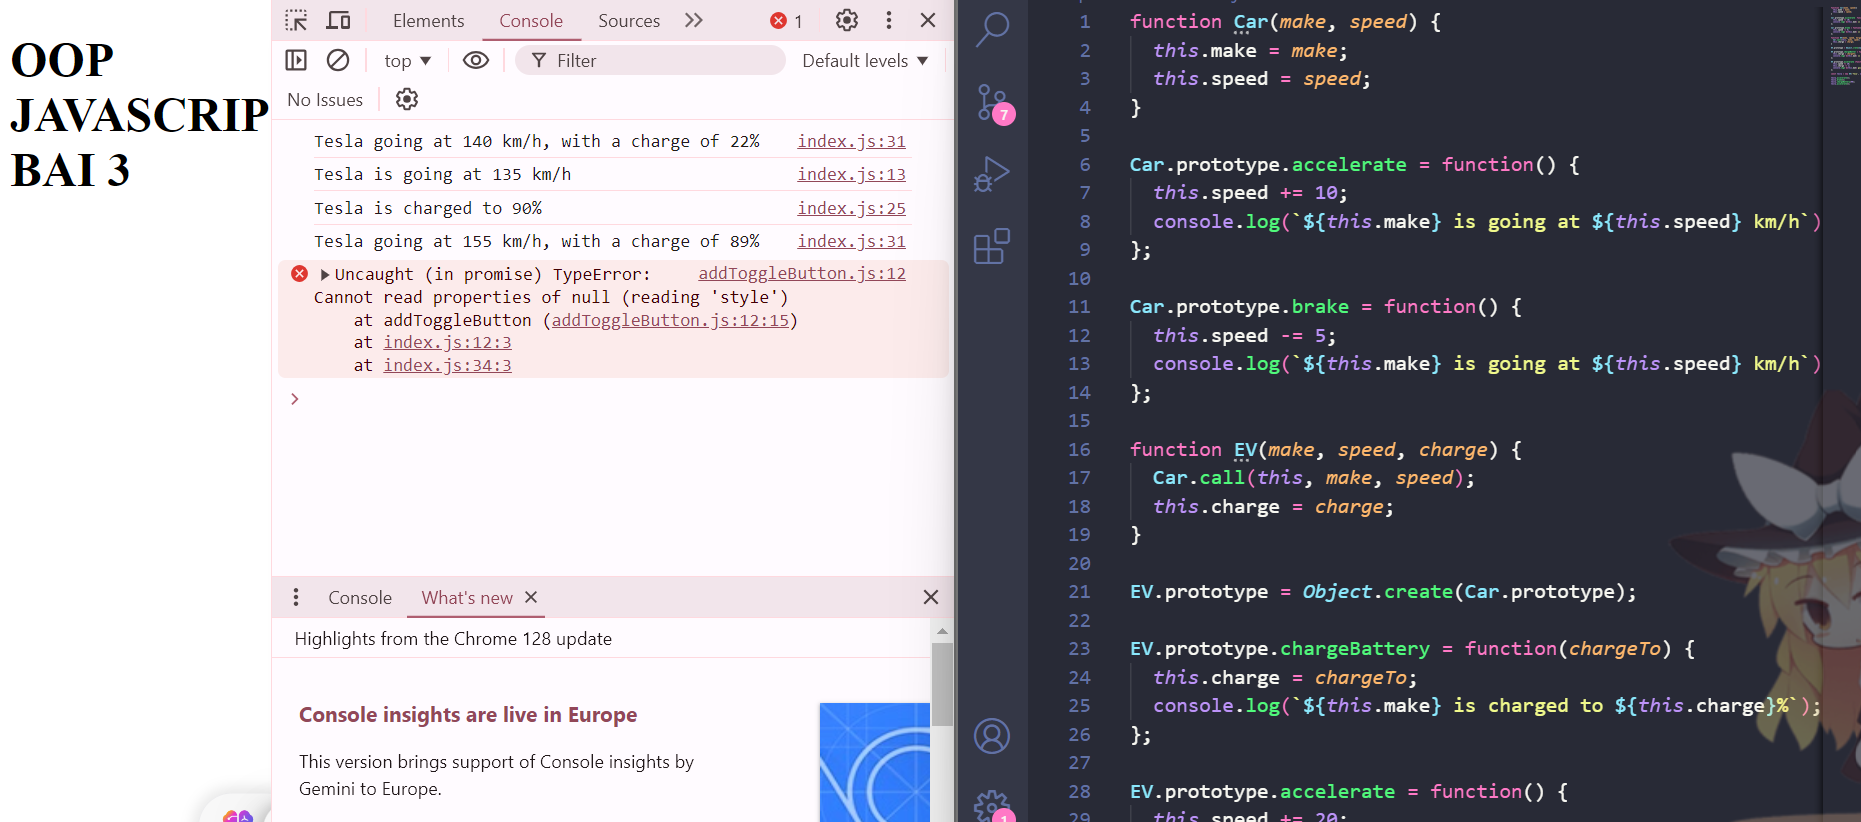 OOP
JAVASCRIP
BAI 3
Elements
Console
Sources
1
top
Filter
Default levels
No Issues
Tesla going at 140 km/h, with a charge of 22% index.js:31
Tesla is going at 135 km/h index.js:13
Tesla is charged to 90% index.js:25
Tesla going at 155 km/h, with a charge of 89% index.js:31
Uncaught (in promise) TypeError: addToggleButton.js:12
Cannot read properties of null (reading 'style')
at addToggleButton (addToggleButton.js:12:15)
at index.js:12:3
at index.js:34:3
Console
What's new
Highlights from the Chrome 128 update
Console insights are live in Europe
This version brings support of Console insights by
Gemini to Europe.
7
1
1 function Car(make, speed) {
2 this.make = make;
3 this.speed = speed;
4 }
5
6 Car.prototype.accelerate = function() {
7 this.speed += 10;
8 console.log(`${this.make} is going at ${this.speed} km/h`)
9 };
10
11 Car.prototype.brake = function() {
12 this.speed -= 5;
13 console.log(`${this.make} is going at ${this.speed} km/h`)
14 };
15
16 function EV(make, speed, charge) {
17 Car.call(this, make, speed);
18 this.charge = charge;
19 }
20
21 EV.prototype = Object.create(Car.prototype);
22
23 EV.prototype.chargeBattery = function(chargeTo) {
24 this.charge = chargeTo;
25 console.log(`${this.make} is charged to ${this.charge}%`);
26 };
27
28 EV.prototype.accelerate = function() {
29 this.speed += 20;